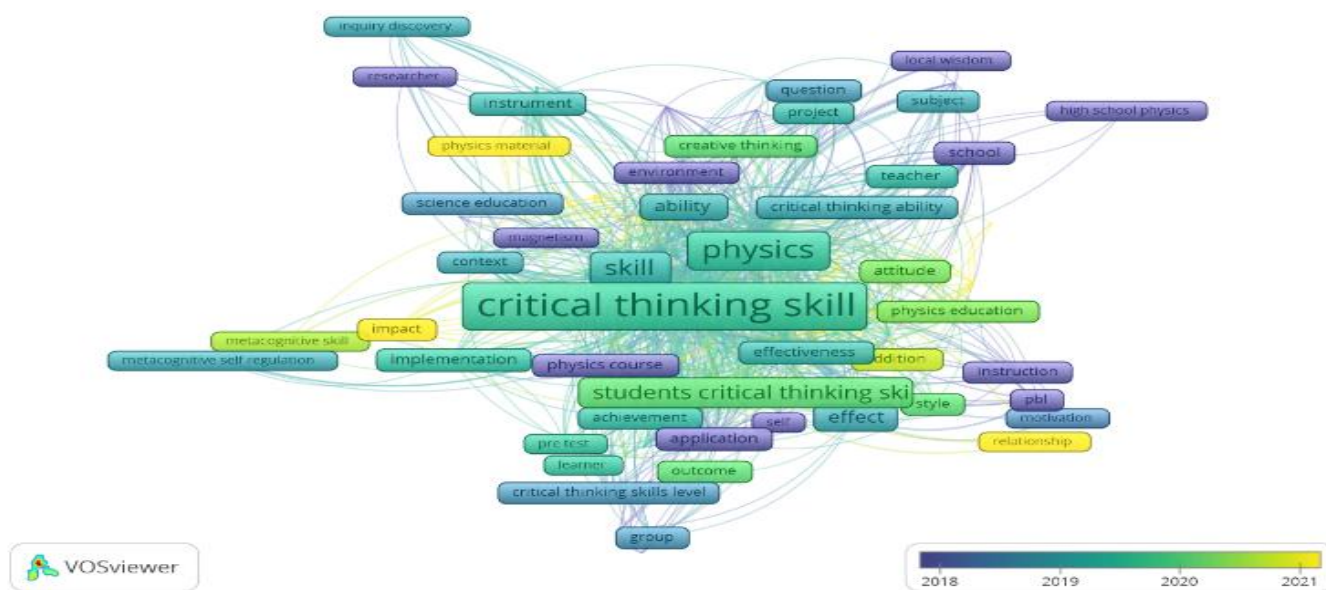 inquiry discovery
researcher
local wisdom
question
instrument
subject
project
high school physics
physics material
creative thinking
school
environment
teacher
science education
ability
critical thinking ability
magnetism
physics
context
skill
attitude
critical thinking skill
physics education
impact
metacognitive skill
effectiveness
metacognitive self regulation
implementation
ddition
physics course
instruction
students critical thinking ski
pbl
style
achievement
self
effect
motivation
application
relationship
pre test
learner
outcome
critical thinking skills level
group
VOSviewer
2018 2019 2020 2021